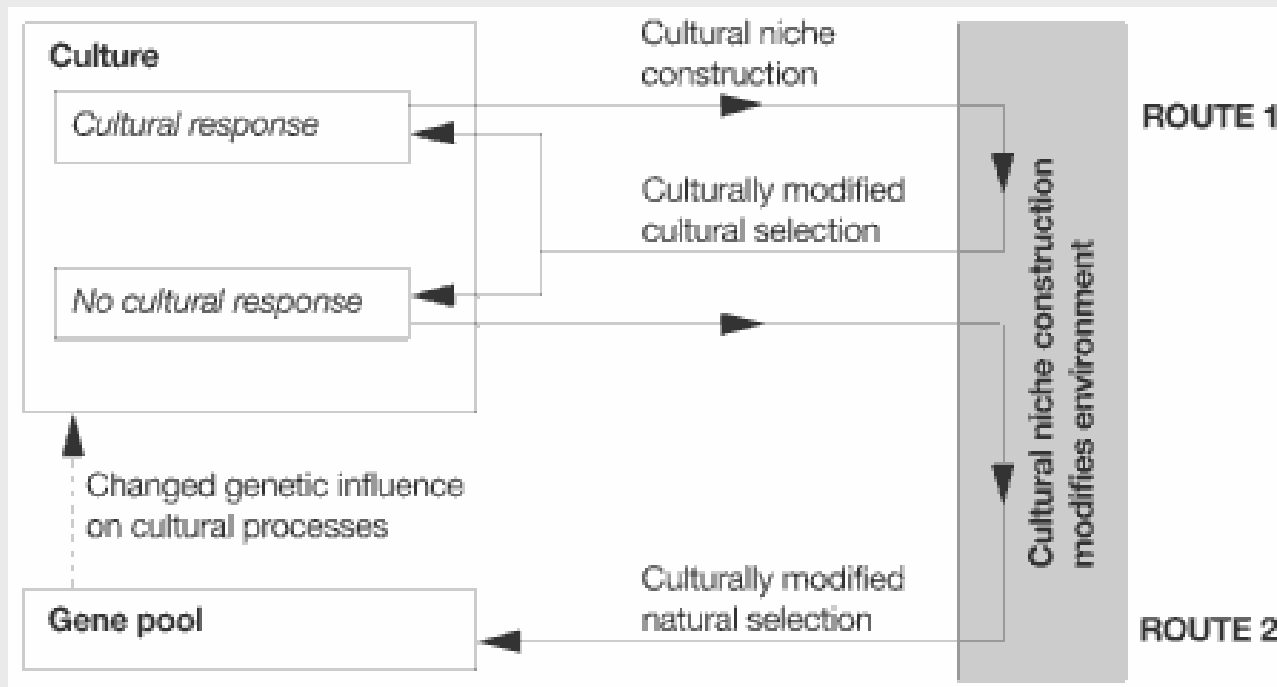 Culture
Cultural response
No cultural response
Cultural niche
construction
ROUTE 1
Culturally modified
cultural selection
Cultural niche construction
modifies environment
Changed genetic influence
on cultural processes
Gene pool
Culturally modified
natural selection
ROUTE 2